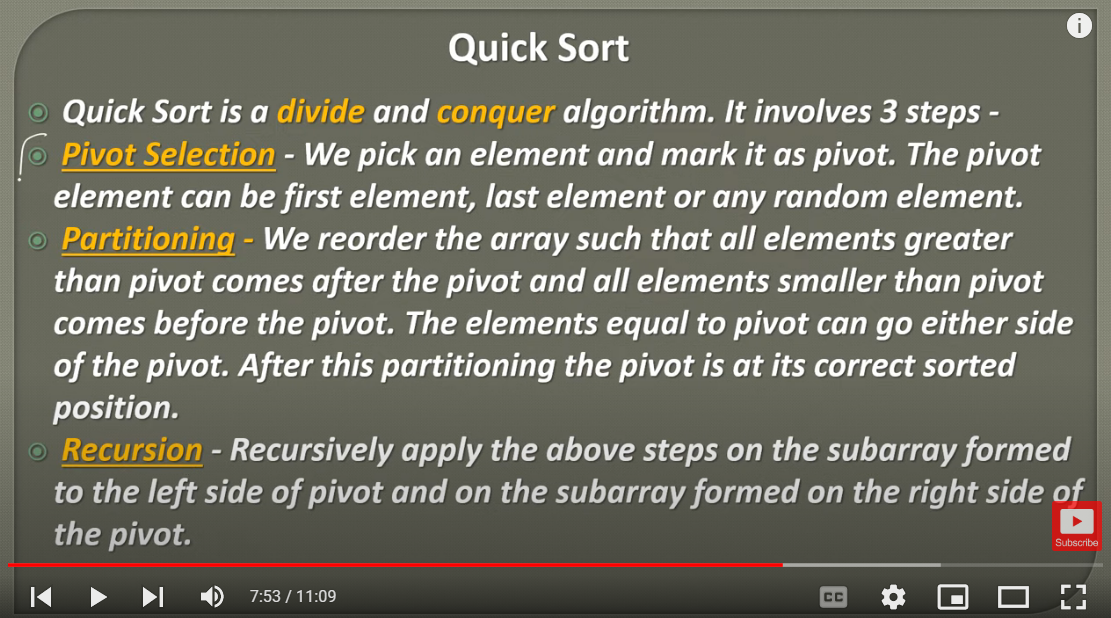 i
Quick Sort
Quick Sort is a divide and conquer algorithm. It involves 3 steps -
Pivot Selection - We pick an element and mark it as pivot. The pivot
element can be first element, last element or any random element.
Partitioning - We reorder the array such that all elements greater
than pivot comes after the pivot and all elements smaller than pivot
comes before the pivot. The elements equal to pivot can go either side
of the pivot. After this partitioning the pivot is at its correct sorted
position.
Recursion - Recursively apply the above steps on the subarray formed
to the left side of pivot and on the subarray formed on the right side of
the pivot.
Subscribe
7:53 / 11:09
CC